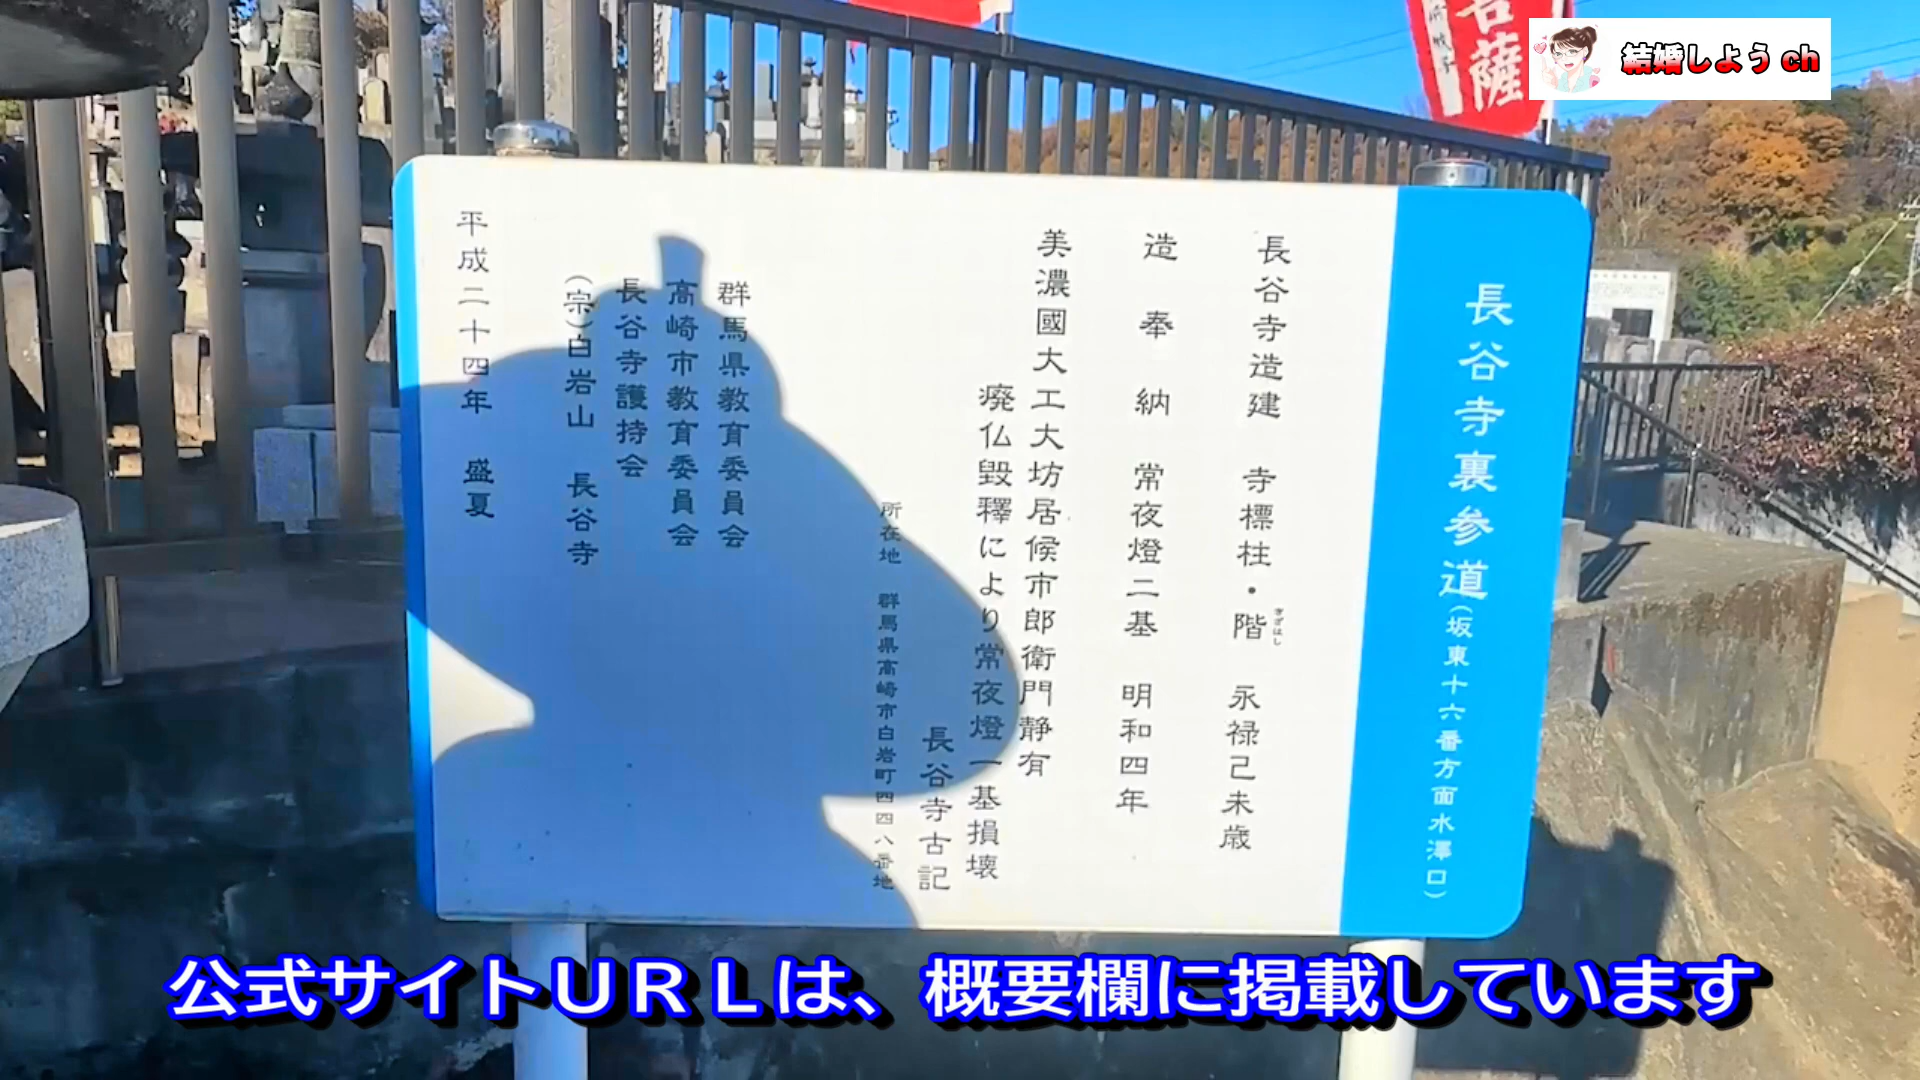 長谷寺裏参道(坂東十六番方面水澤口)
長谷寺造建 寺標柱・階 永禄己未歳
きざはし
造 奉 納 常夜燈二基 明和四年
美濃國大工大坊居候市郎衛門静有
廃仏毀釋により常夜燈一基損壊
長谷寺古記
所在地 群馬県高崎市白岩町四四八番地
群馬県教育委員会
高崎市教育委員会
長谷寺護持会
(宗)白岩山 長谷寺
平成二十四年 盛夏
菩薩
結婚しようch
公式サイトURLは、概要欄に掲載しています